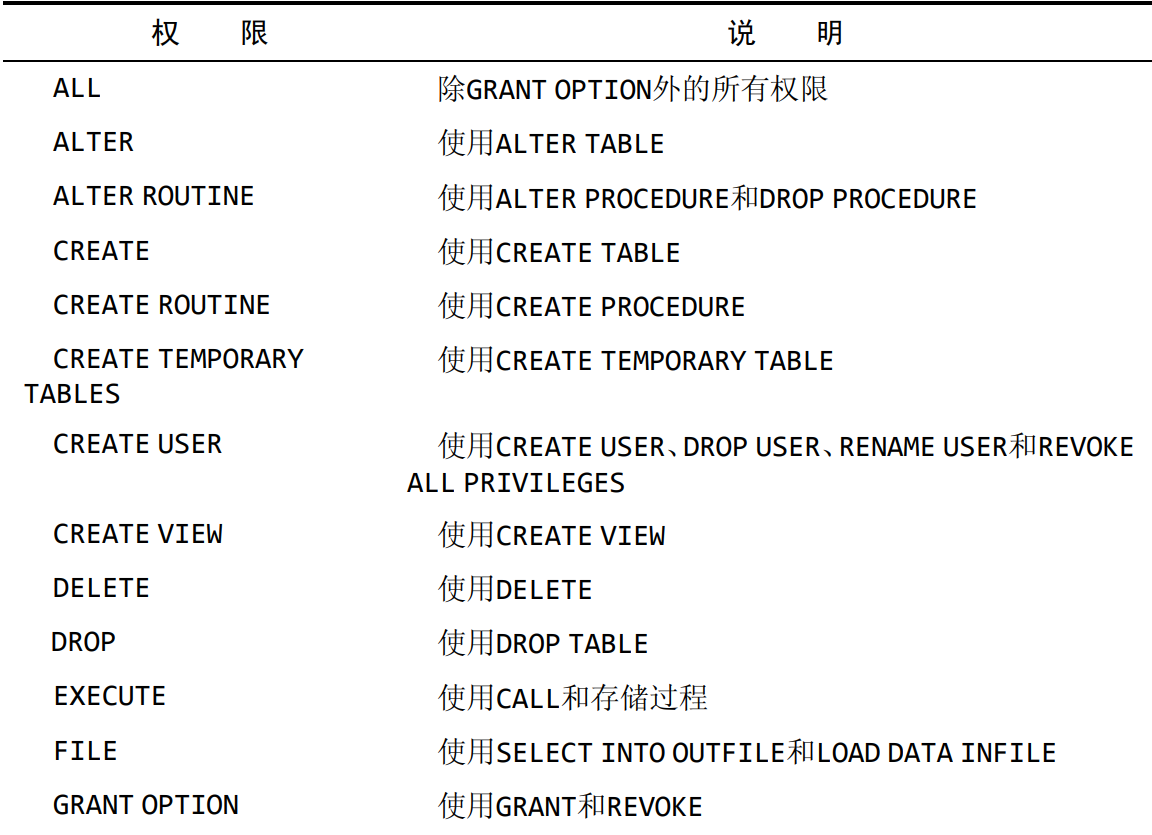 权 限 说 明
ALL 除GRANT OPTION外的所有权限
ALTER 使用ALTER TABLE
ALTER ROUTINE 使用ALTER PROCEDURE和DROP PROCEDURE
CREATE 使用CREATE TABLE
CREATE ROUTINE 使用CREATE PROCEDURE
CREATE TEMPORARY 使用CREATE TEMPORARY TABLE
TABLES
CREATE USER 使用CREATE USER、DROP USER、RENAME USER和REVOKE
ALL PRIVILEGES
CREATE VIEW 使用CREATE VIEW
DELETE 使用DELETE
DROP 使用DROP TABLE
EXECUTE 使用CALL和存储过程
FILE 使用SELECT INTO OUTFILE和LOAD DATA INFILE
GRANT OPTION 使用GRANT和REVOKE